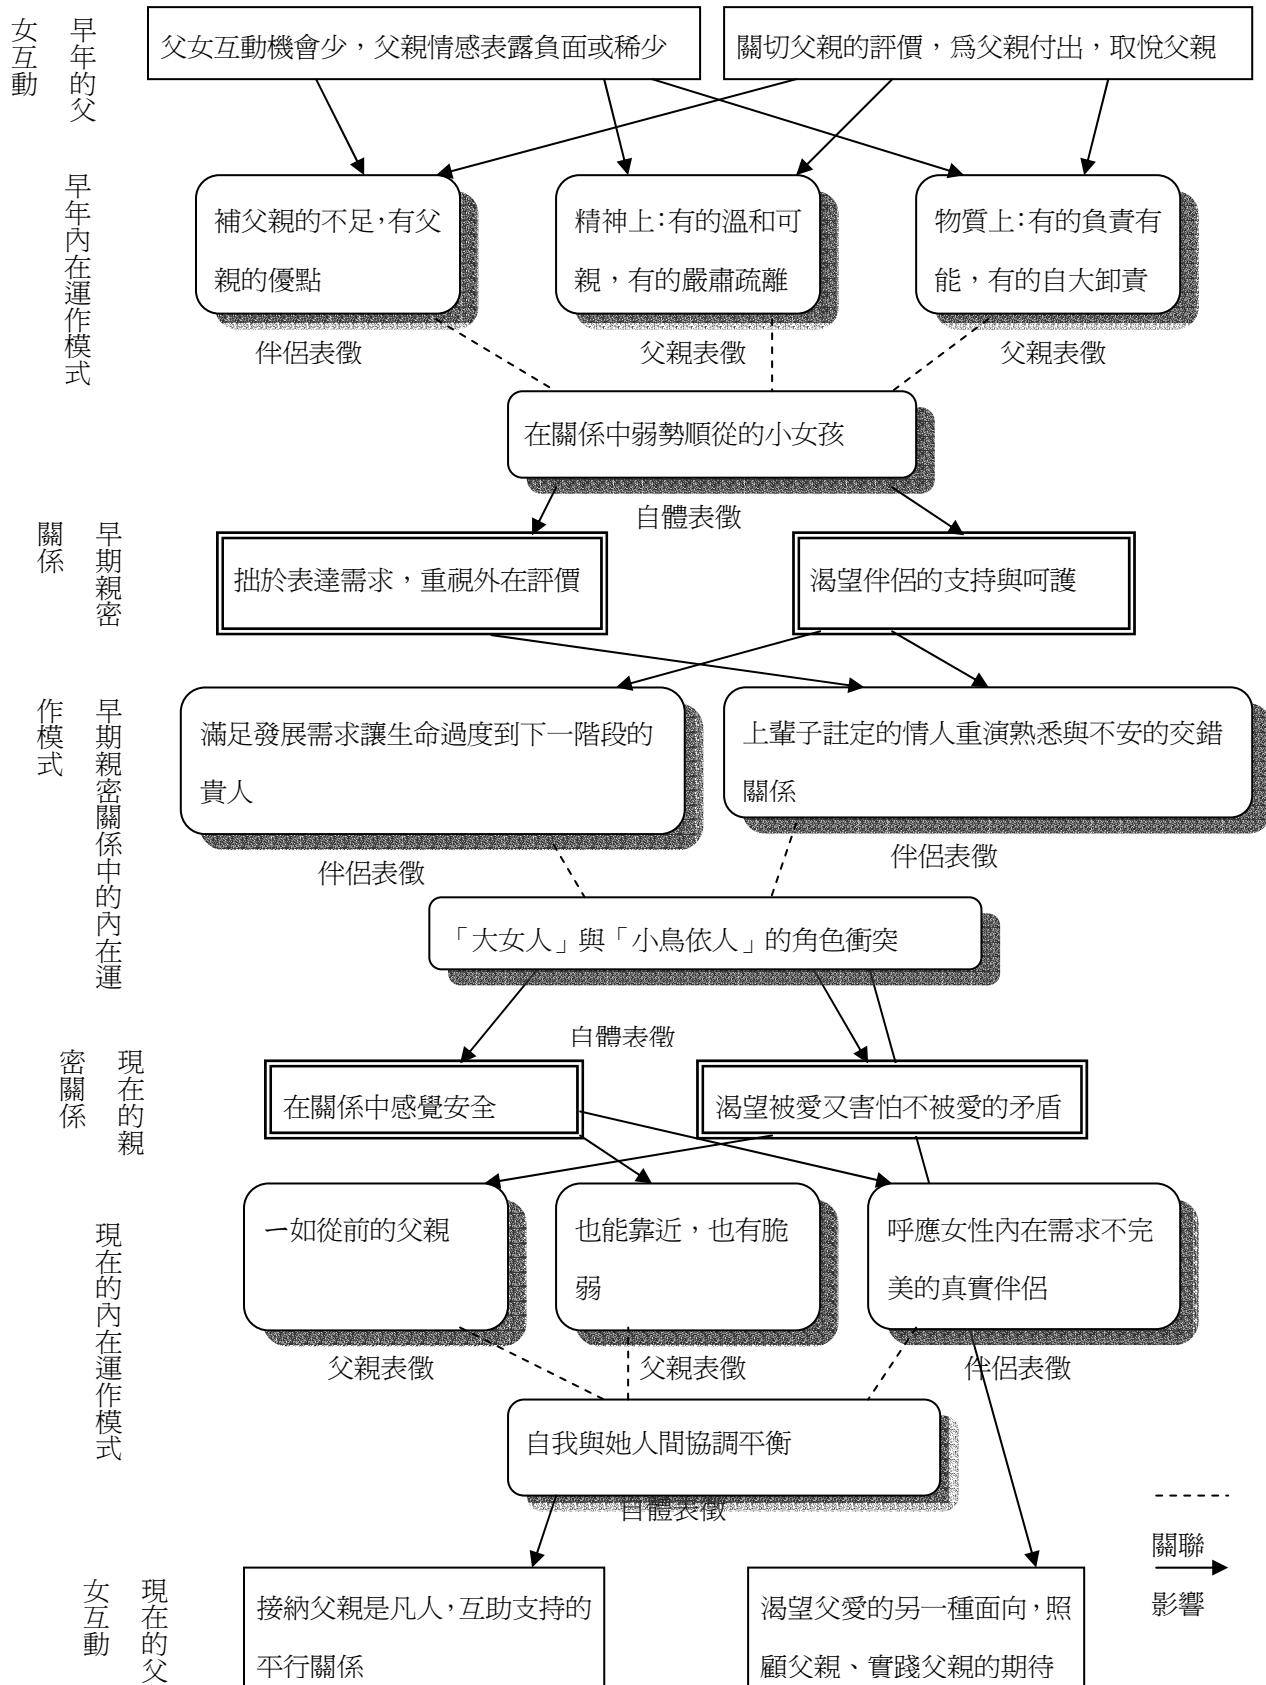 早年的父
女互動
父女互動機會少，父親情感表露負面或稀少
關切父親的評價，為父親付出，取悅父親
早年內在運作模式
補父親的不足，有父
親的優點
精神上：有的溫和可
親，有的嚴肅疏離
物質上：有的負責有
能，有的自大卸責
伴侶表徵
父親表徵
父親表徵
在關係中弱勢順從的小女孩
自體表徵
早期親密
關係
拙於表達需求，重視外在評價
渴望伴侶的支持與呵護
早期親密關係中的內在運
作模式
滿足發展需求讓生命過度到下一階段的
貴人
上輩子註定的情人重演熟悉與不安的交錯
關係
伴侶表徵
伴侶表徵
「大女人」與「小鳥依人」的角色衝突
自體表徵
現在的親
密關係
在關係中感覺安全
渴望被愛又害怕不被愛的矛盾
現在的內在運作模式
一如從前的父親
也能靠近，也有脆
弱
呼應女性內在需求不完
美的真實伴侶
父親表徵
父親表徵
伴侶表徵
自我與她人間協調平衡
自體表徵
關聯
影響
現在的父
女互動
接納父親是凡人，互助支持的
平行關係
渴望父愛的另一種面向，照
顧父親、實踐父親的期待